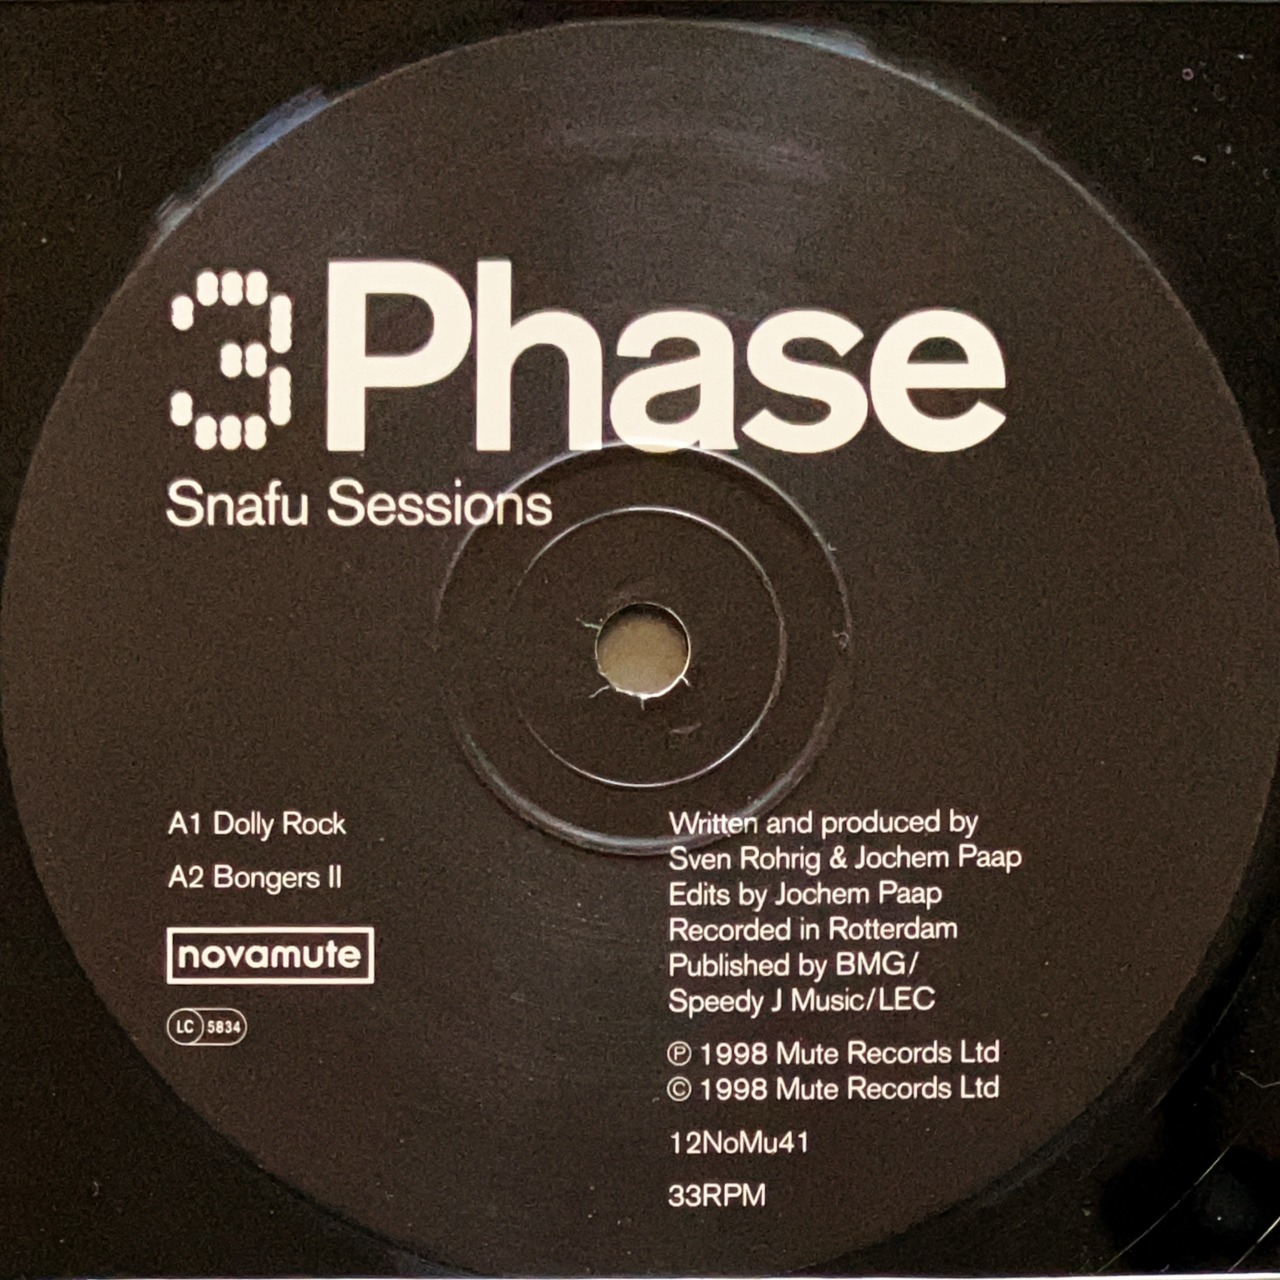 3 Phase
Snafu Sessions
A1 Dolly Rock
A2 Bongers II
novamute
LC 5834
Written and produced by
Sven Rohrig & Jochem Paap
Edits by Jochem Paap
Recorded in Rotterdam
Published by BMG/
Speedy J Music/LEC
℗ 1998 Mute Records Ltd
© 1998 Mute Records Ltd
12NoMu41
33RPM